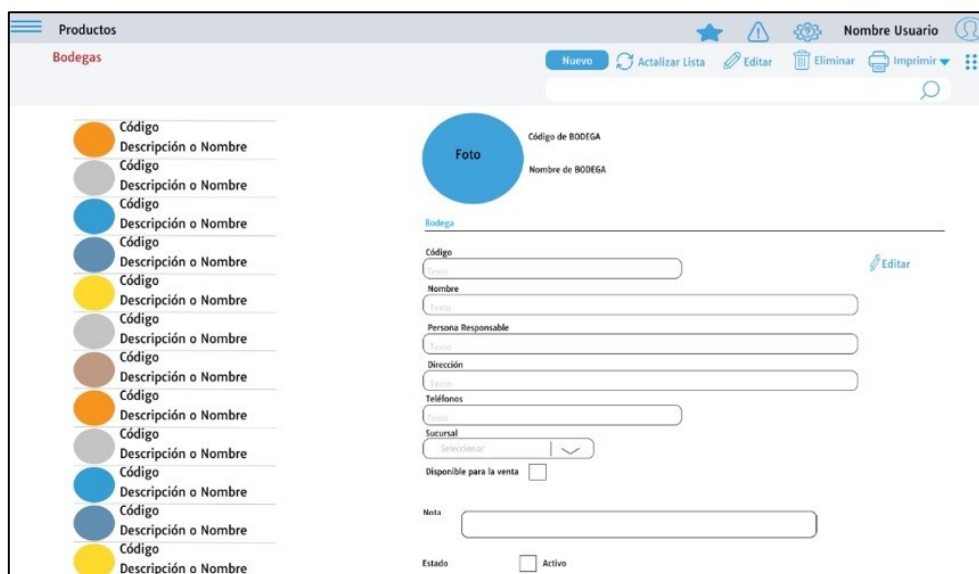 Productos
Nombre Usuario
Bodegas
Nuevo
Actalizar Lista
Editar
Eliminar
Imprimir
Código
Descripción o Nombre
Código
Descripción o Nombre
Código
Descripción o Nombre
Código
Descripción o Nombre
Código
Descripción o Nombre
Código
Descripción o Nombre
Código
Descripción o Nombre
Código
Descripción o Nombre
Código
Descripción o Nombre
Código
Descripción o Nombre
Código
Descripción o Nombre
Código
Descripción o Nombre
Foto
Código de BODEGA
Nombre de BODEGA
Bodega
Código
Texto
Editar
Nombre
Texto
Persona Responsable
Texto
Dirección
Texto
Teléfonos
Texto
Sucursal
Seleccionar
Disponible para la venta
Nota
Estado
Activo